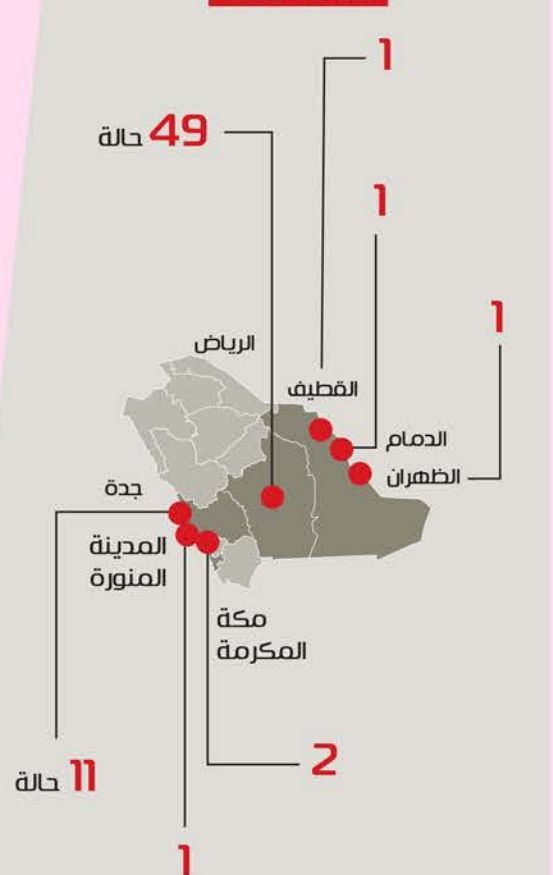 1
49 حالة
1
1
الرياض
القطيف
الدمام
الظهران
جدة
المدينة
المنورة
مكة
المكرمة
2
11 حالة
1